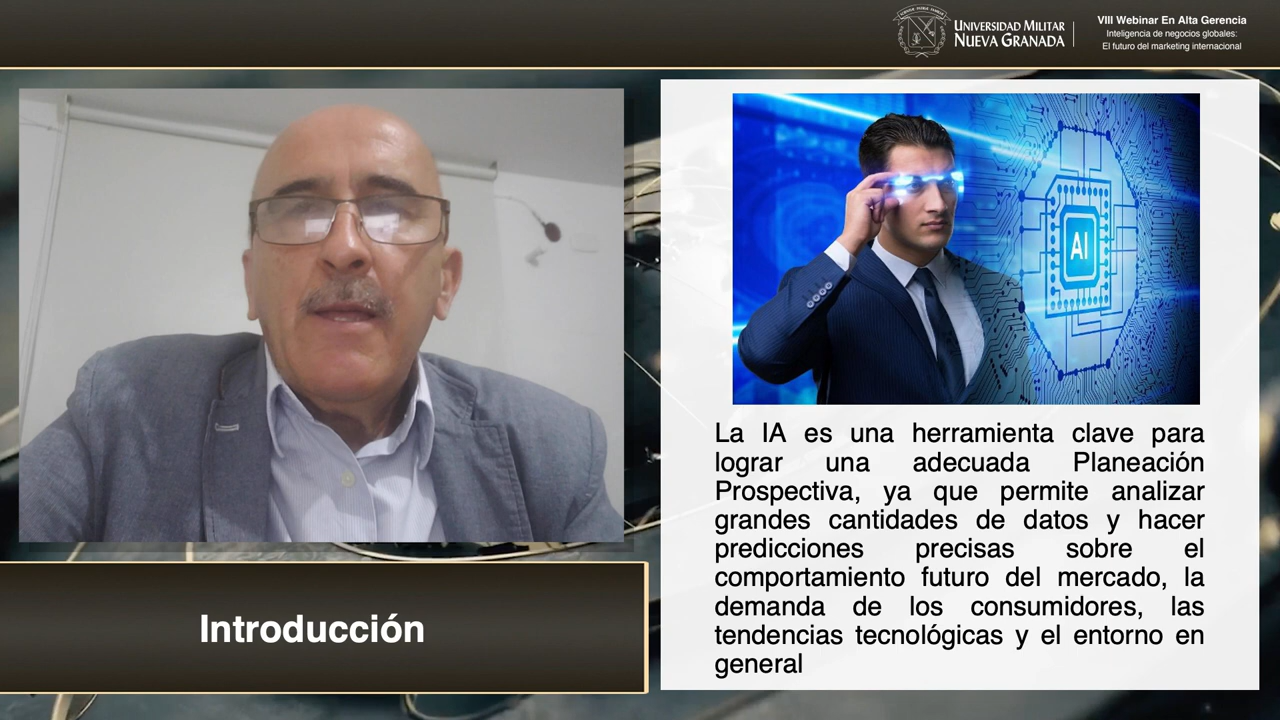 UNIVERSIDAD MILITAR
NUEVA GRANADA
VIII Webinar En Alta Gerencia
Inteligencia de negocios globales:
El futuro del marketing internacional
AI
La IA es una herramienta clave para
lograr una adecuada Planeación
Prospectiva, ya que permite analizar
grandes cantidades de datos y hacer
predicciones precisas sobre el
comportamiento futuro del mercado, la
demanda de los consumidores, las
tendencias tecnológicas y el entorno en
general
Introducción